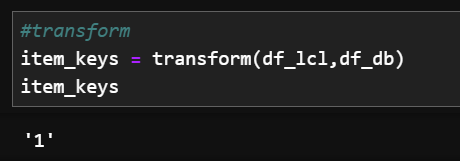 #transform
item_keys = transform(df_lcl,df_db)
item_keys
'1'